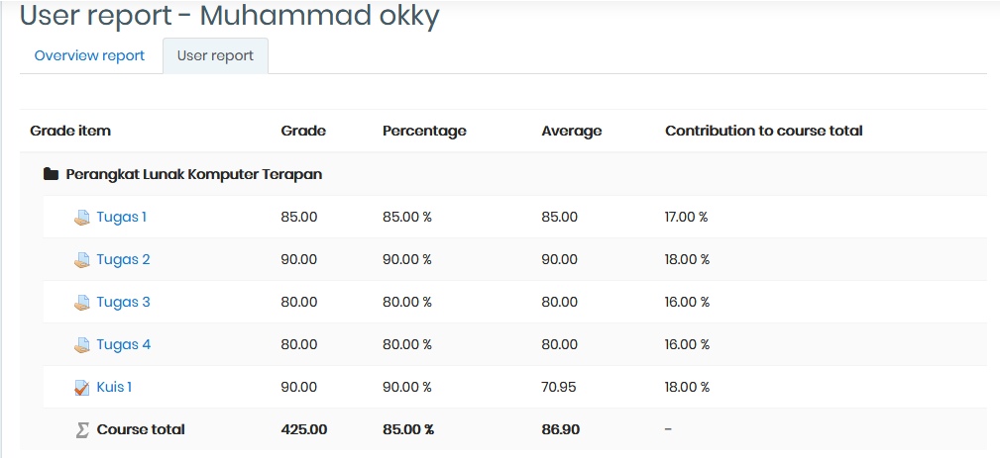 User report - Muhammad okky
Overview report User report
Grade item Grade Percentage Average Contribution to course total
Perangkat Lunak Komputer Terapan
Tugas 1 85.00 85.00 % 85.00 17.00 %
Tugas 2 90.00 90.00 % 90.00 18.00 %
Tugas 3 80.00 80.00 % 80.00 16.00 %
Tugas 4 80.00 80.00 % 80.00 16.00 %
Kuis 1 90.00 90.00 % 70.95 18.00 %
Σ Course total 425.00 85.00 % 86.90 -